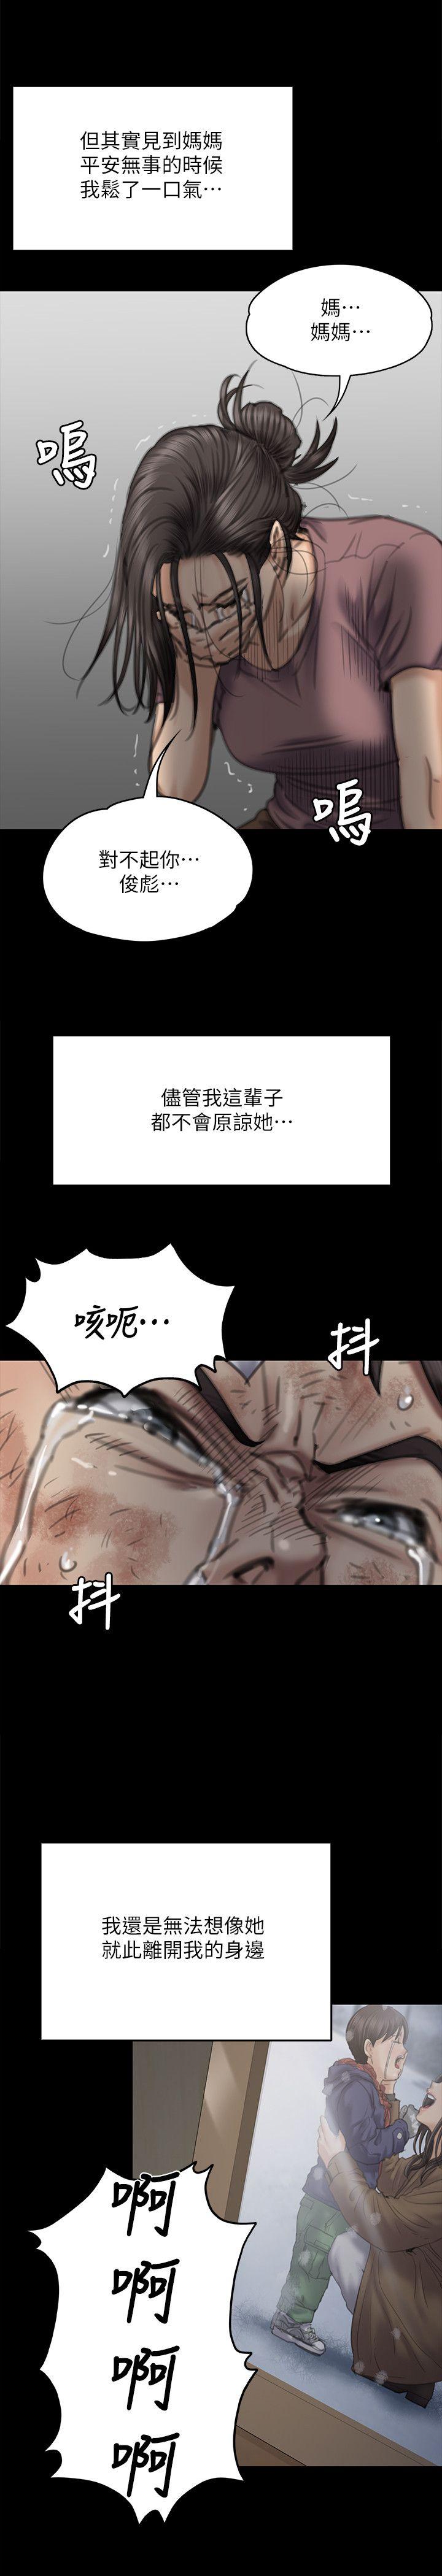 但其實見到媽媽
平安無事的時候
我鬆了一口氣⋯
媽⋯
媽媽⋯
嗚
嗚
對不起你⋯
俊彪⋯
儘管我這輩子
都不會原諒她⋯
咳呃⋯
抖
抖
我還是無法想像她
就此離開我的身邊
啊
啊
啊
啊